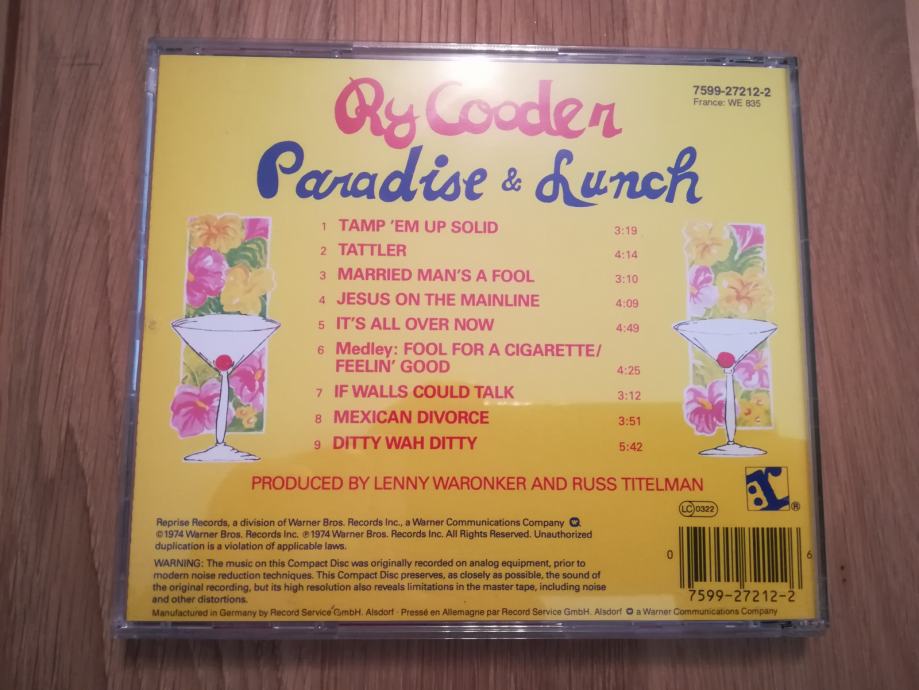 Ry Cooder
7599-27212-2
France: WE 835
Paradise & Lunch
1 TAMP 'EM UP SOLID 3:19
2 TATTLER 4:14
3 MARRIED MAN'S A FOOL 3:10
4 JESUS ON THE MAINLINE 4:09
5 IT'S ALL OVER NOW 4:49
6 Medley: FOOL FOR A CIGARETTE/
FEELIN' GOOD 4:25
7 IF WALLS COULD TALK 3:12
8 MEXICAN DIVORCE 3:51
9 DITTY WAH DITTY 5:42
PRODUCED BY LENNY WARONKER AND RUSS TITELMAN
r: ®
LC 0322
Reprise Records, a division of Warner Bros. Records Inc., a Warner Communications Company
©1974 Warner Bros. Records Inc. ℗1974 Warner Bros. Records Inc. All Rights Reserved. Unauthorized
duplication is a violation of applicable laws.
WARNING: The music on this Compact Disc was originally recorded on analog equipment, prior to
modern noise reduction techniques. This Compact Disc preserves, as closely as possible, the sound of
the original recording, but its high resolution also reveals limitations in the master tape, including noise
and other distortions.
0 6
7599-27212-2
Manufactured in Germany by Record Service GmbH. Alsdorf · Pressé en Allemagne par Record Service GmbH. Alsdorf a Warner Communications Company